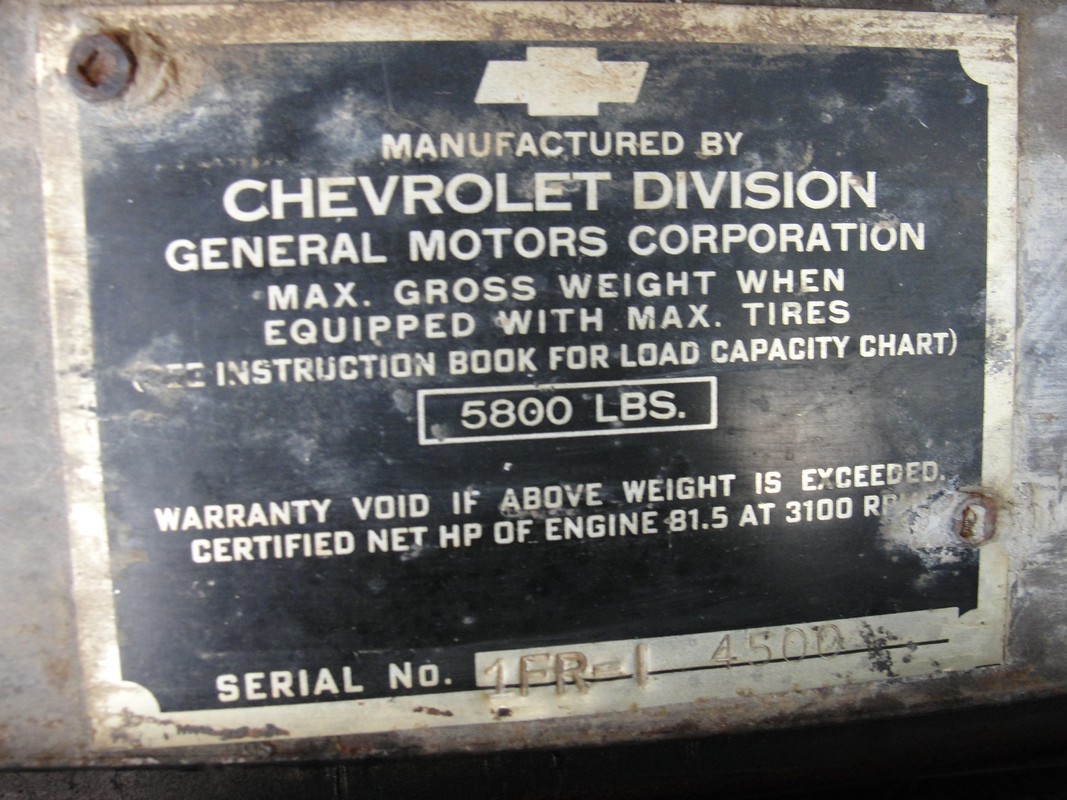 MANUFACTURED BY
CHEVROLET DIVISION
GENERAL MOTORS CORPORATION
MAX. GROSS WEIGHT WHEN
EQUIPPED WITH MAX. TIRES
(SEE INSTRUCTION BOOK FOR LOAD CAPACITY CHART)
5800 LBS.
WARRANTY VOID IF ABOVE WEIGHT IS EXCEEDED.
CERTIFIED NET HP OF ENGINE 81.5 AT 3100
SERIAL NO. 1FR-1